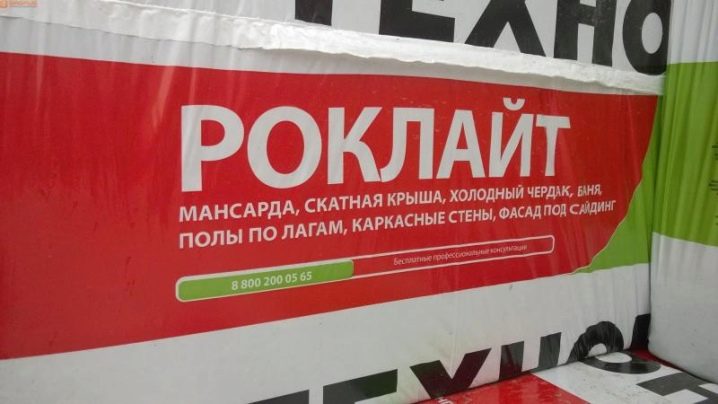 ТЕХНО
РОКЛАЙТ
МАНСАРДА, СКАТНАЯ КРЫША, ХОЛОДНЫЙ ЧЕРДАК, БАНЯ,
ПОЛЫ ПО ЛАГАМ, КАРКАСНЫЕ СТЕНЫ, ФАСАД ПОД САЙДИНГ
8 800 200 05 65 Бесплатные профессиональные консультации
ТЕХНО